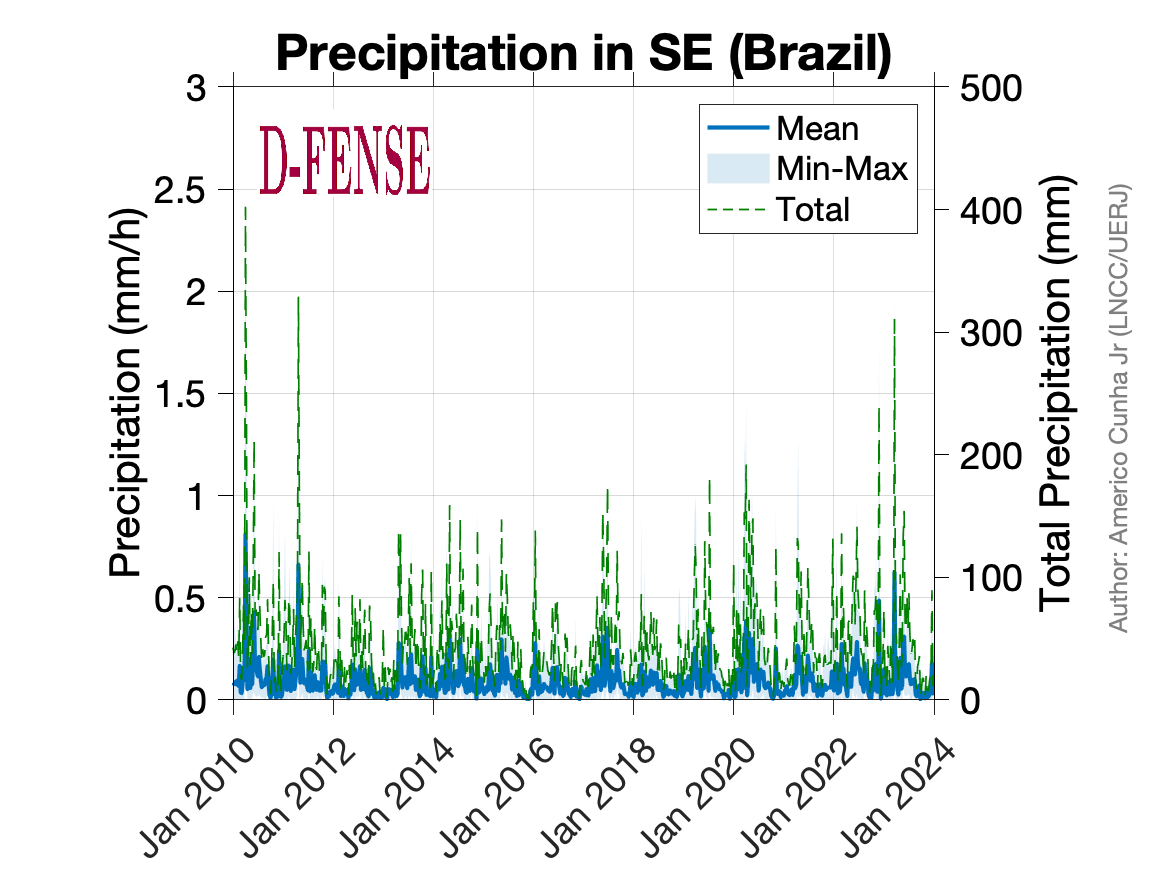 Precipitation in SE (Brazil)
D-FENSE
Mean
Min-Max
Total
Precipitation (mm/h)
3
2.5
2
1.5
1
0.5
0
500
400
300
200
100
0
Total Precipitation (mm)
Author: Americo Cunha Jr (LNCC/UERJ)
Jan 2010
Jan 2012
Jan 2014
Jan 2016
Jan 2018
Jan 2020
Jan 2022
Jan 2024